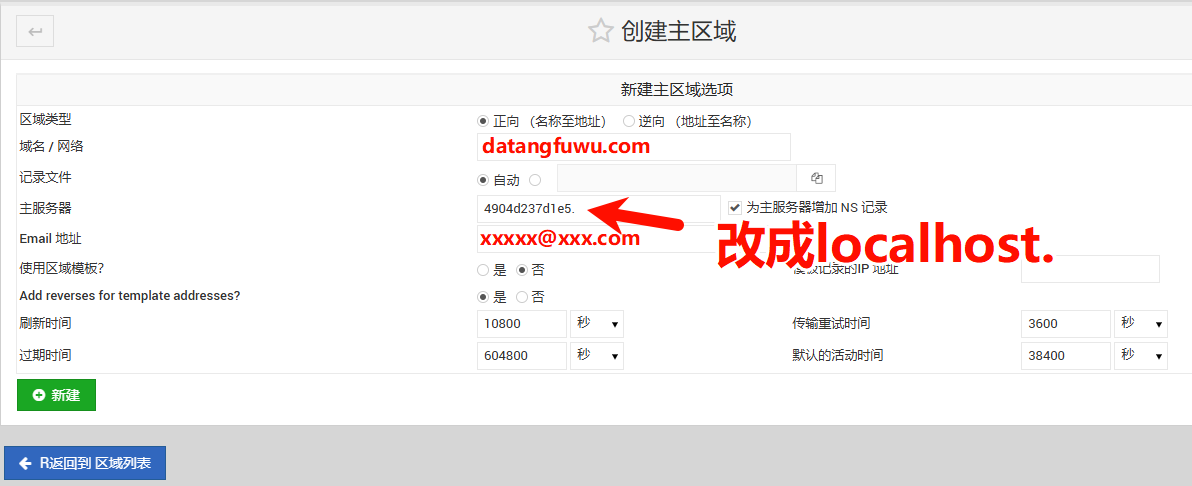 创建主区域
新建主区域选项
区域类型 正向 （名称至地址） 逆向 （地址至名称）
域名 / 网络 datangfuwu.com
记录文件 自动
主服务器 4904d237d1e5. 为主服务器增加 NS 记录
改成localhost.
Email 地址 xxxxx@xxx.com
使用区域模板? 是 否 模板记录的IP 地址
Add reverses for template addresses? 是 否
刷新时间 10800 秒 传输重试时间 3600 秒
过期时间 604800 秒 默认的活动时间 38400 秒
新建
R返回到 区域列表